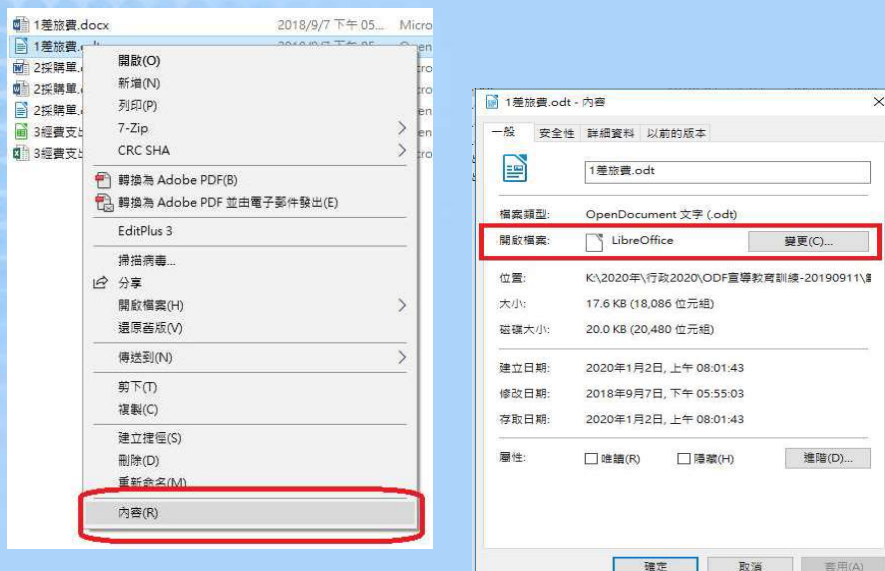 1差旅費.docx 2018/9/7 下午 05... Micro
1差旅費.
2採購單.
2採購單.
2採購單.
3經費支
3經費支
開啟(O)
新增(N)
列印(P)
7-Zip
CRC SHA
轉換為 Adobe PDF(B)
轉換為 Adobe PDF 並由電子郵件發出(E)
EditPlus 3
掃描病毒...
分享
開啟檔案(H)
還原舊版(V)
傳送到(N)
剪下(T)
複製(C)
建立捷徑(S)
刪除(D)
重新命名(M)
內容(R)
1差旅費.odt - 內容
一般 安全性 詳細資料 以前的版本
1差旅費.odt
檔案類型: OpenDocument 文字 (.odt)
開啟檔案: LibreOffice 變更(C)...
位置: K:\2020年\行政2020\ODF宣導教育訓練-20190911\
大小: 17.6 KB (18,086 位元組)
磁碟大小: 20.0 KB (20,480 位元組)
建立日期: 2020年1月2日, 上午 08:01:43
修改日期: 2018年9月7日, 下午 05:55:03
存取日期: 2020年1月2日, 上午 08:01:43
屬性: 唯讀(R) 隱藏(H) 進階(D)...
確定 取消 套用(A)